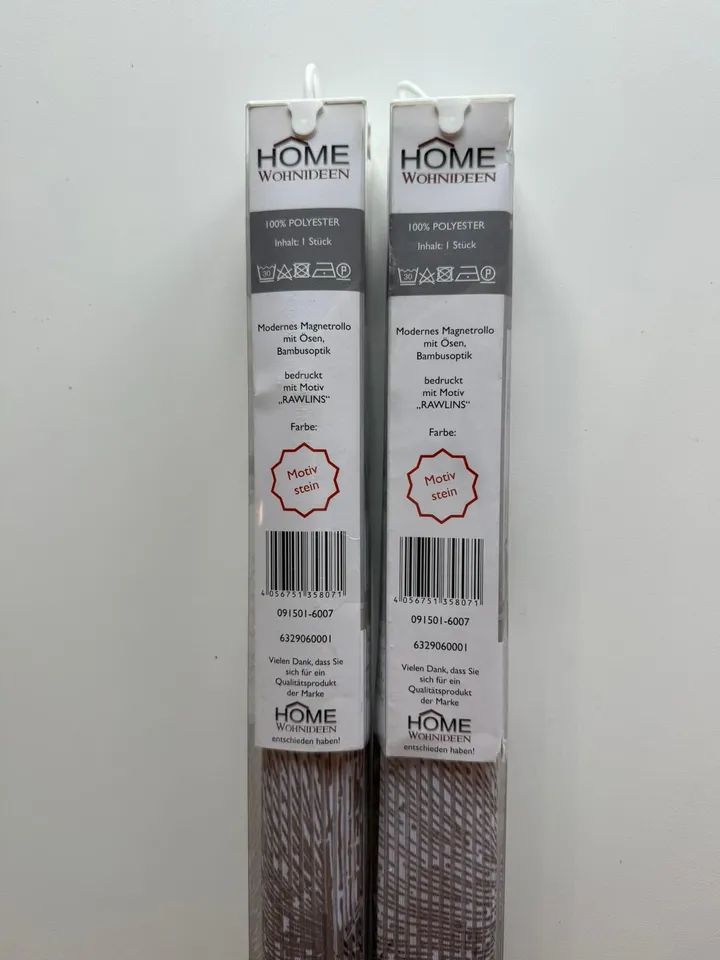 HOME
WOHNIDEEN
100% POLYESTER
Inhalt: 1 Stück
30
P
Modernes Magnetrollo
mit Ösen,
Bambusoptik
bedruckt
mit Motiv
„RAWLINS“
Farbe:
Motiv
stein
4 056751 358071
091501-6007
6329060001
Vielen Dank, dass Sie
sich für ein
Qualitätsprodukt
der Marke
HOME
WOHNIDEEN
entschieden haben!
HOME
WOHNIDEEN
100% POLYESTER
Inhalt: 1 Stück
30
P
Modernes Magnetrollo
mit Ösen,
Bambusoptik
bedruckt
mit Motiv
„RAWLINS“
Farbe:
Motiv
stein
4 056751 358071
091501-6007
6329060001
Vielen Dank, dass Sie
sich für ein
Qualitätsprodukt
der Marke
HOME
WOHNIDEEN
entschieden haben!